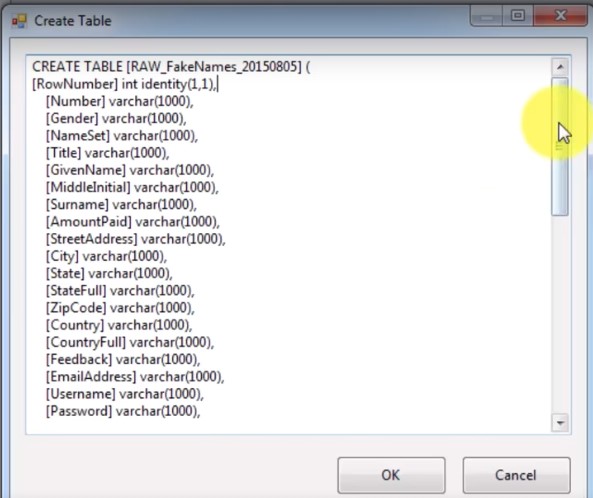 Create Table
CREATE TABLE [RAW_FakeNames_20150805] (
[RowNumber] int identity(1,1),
[Number] varchar(1000),
[Gender] varchar(1000),
[NameSet] varchar(1000),
[Title] varchar(1000),
[GivenName] varchar(1000),
[MiddleInitial] varchar(1000),
[Surname] varchar(1000),
[AmountPaid] varchar(1000),
[StreetAddress] varchar(1000),
[City] varchar(1000),
[State] varchar(1000),
[StateFull] varchar(1000),
[ZipCode] varchar(1000),
[Country] varchar(1000),
[CountryFull] varchar(1000),
[Feedback] varchar(1000),
[EmailAddress] varchar(1000),
[Username] varchar(1000),
[Password] varchar(1000),
OK Cancel